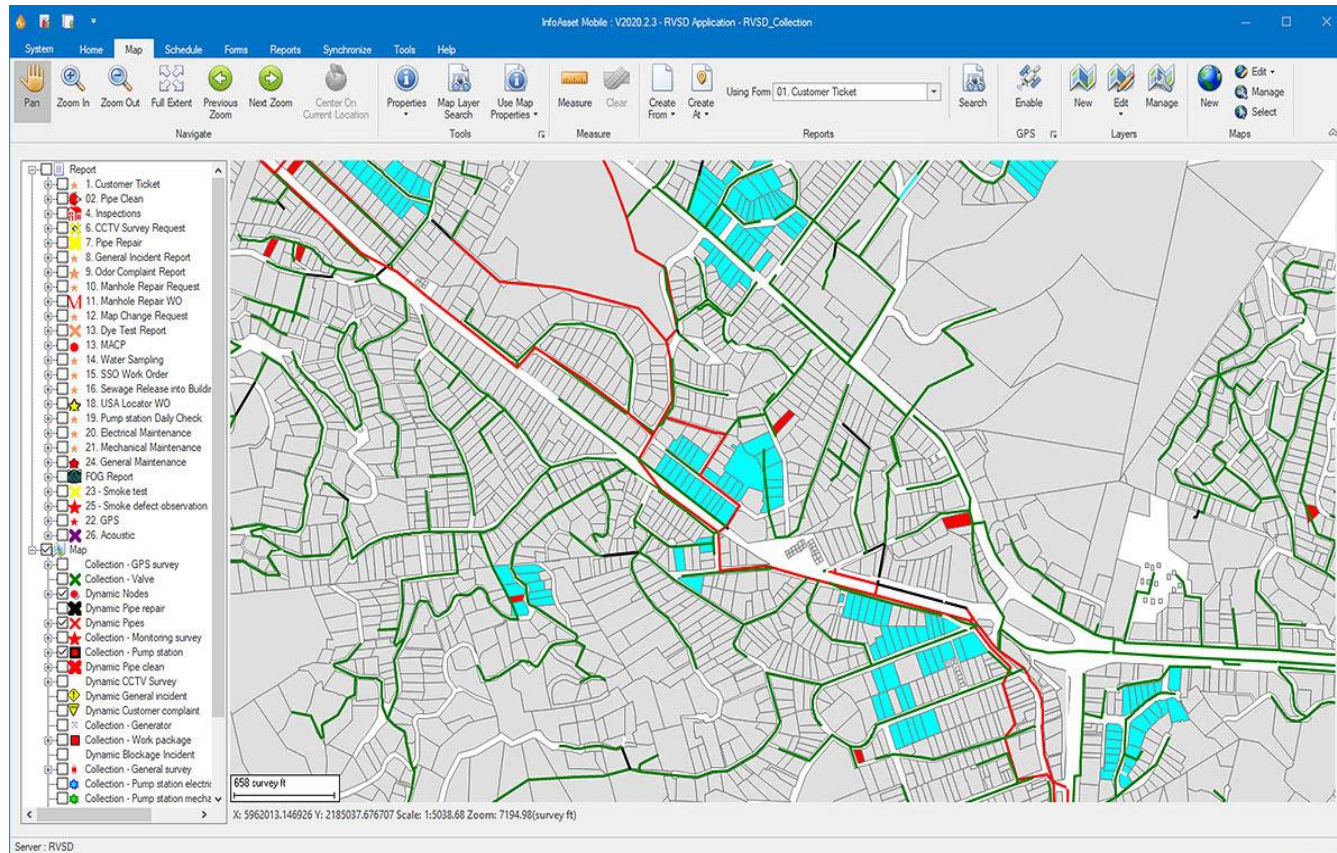 InfoAsset Mobile : V2020.2.3 - RVSD Application - RVSD_Collection
System Home Map Schedule Forms Reports Synchronize Tools Help
Pan Zoom In Zoom Out Full Extent Previous Zoom Next Zoom Center On Current Location Properties Map Layer Search Use Map Properties Measure Clear Create From Create At Using Form 01. Customer Ticket Search Enable New Edit Manage New Edit Manage Select
Navigate Tools Measure Reports GPS Layers Maps
Report
1. Customer Ticket
02. Pipe Clean
4. Inspections
6. CCTV Survey Request
7. Pipe Repair
8. General Incident Report
9. Odor Complaint Report
10. Manhole Repair Request
11. Manhole Repair WO
12. Map Change Request
13. Dye Test Report
13. MACP
14. Water Sampling
15. SSO Work Order
16. Sewage Release into Buildin
18. USA Locator WO
19. Pump station Daily Check
20. Electrical Maintenance
21. Mechanical Maintenance
24. General Maintenance
FOG Report
23 - Smoke test
25 - Smoke defect observation
22. GPS
26. Acoustic
Map
Collection - GPS survey
Collection - Valve
Dynamic Nodes
Dynamic Pipe repair
Dynamic Pipes
Collection - Monitoring survey
Collection - Pump station
Dynamic Pipe clean
Dynamic CCTV Survey
Dynamic General incident
Dynamic Customer complaint
Collection - Generator
Collection - Work package
Dynamic Blockage Incident
Collection - General survey
Collection - Pump station electric
Collection - Pump station mecha
658 survey ft
X: 5962013.146926 Y: 2185037.676707 Scale: 1:5038.68 Zoom: 7194.98(survey ft)
Server : RVSD